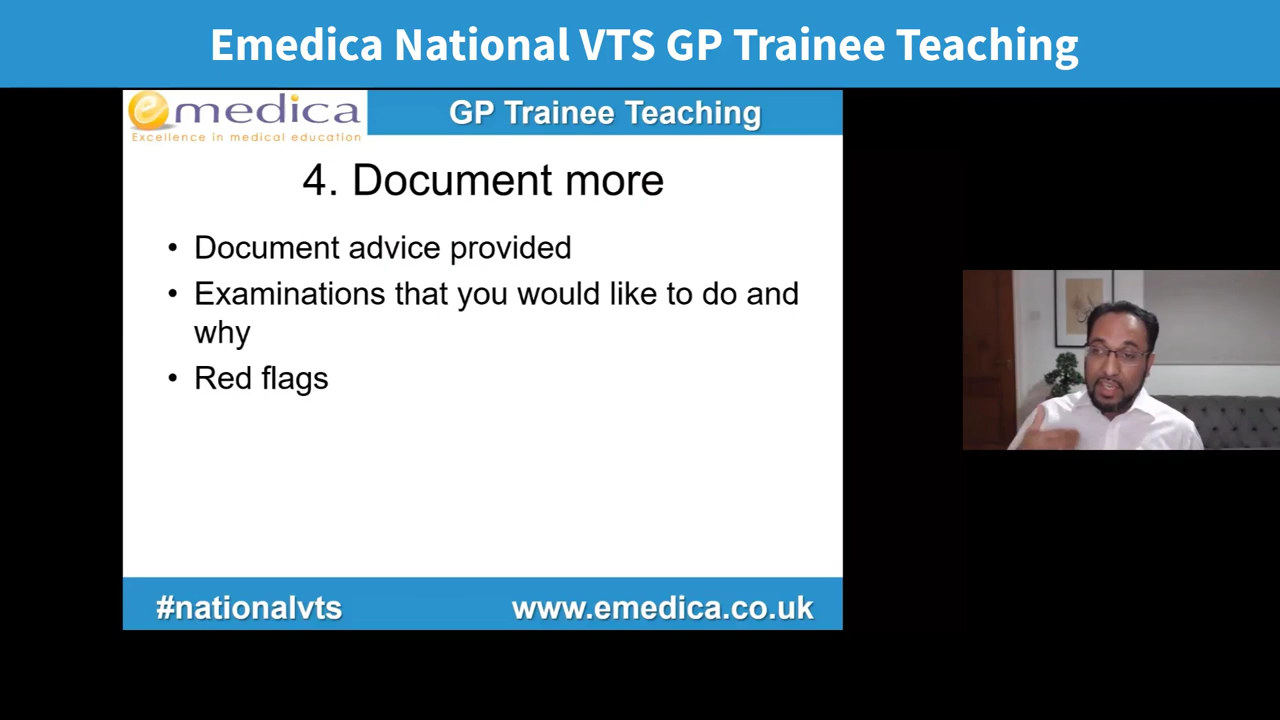 Emedica National VTS GP Trainee Teaching
emedica
Excellence in medical education
GP Trainee Teaching
4. Document more
• Document advice provided
• Examinations that you would like to do and
why
• Red flags
#nationalvts
www.emedica.co.uk